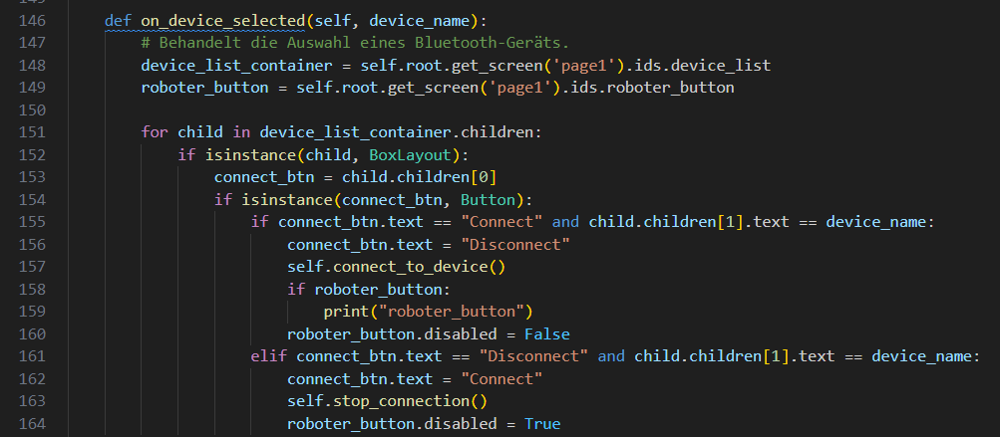 146 def on_device_selected(self, device_name):
147 # Behandelt die Auswahl eines Bluetooth-Geräts.
148 device_list_container = self.root.get_screen('page1').ids.device_list
149 roboter_button = self.root.get_screen('page1').ids.roboter_button
150
151 for child in device_list_container.children:
152 if isinstance(child, BoxLayout):
153 connect_btn = child.children[0]
154 if isinstance(connect_btn, Button):
155 if connect_btn.text == "Connect" and child.children[1].text == device_name:
156 connect_btn.text = "Disconnect"
157 self.connect_to_device()
158 if roboter_button:
159 print("roboter_button")
160 roboter_button.disabled = False
161 elif connect_btn.text == "Disconnect" and child.children[1].text == device_name:
162 connect_btn.text = "Connect"
163 self.stop_connection()
164 roboter_button.disabled = True